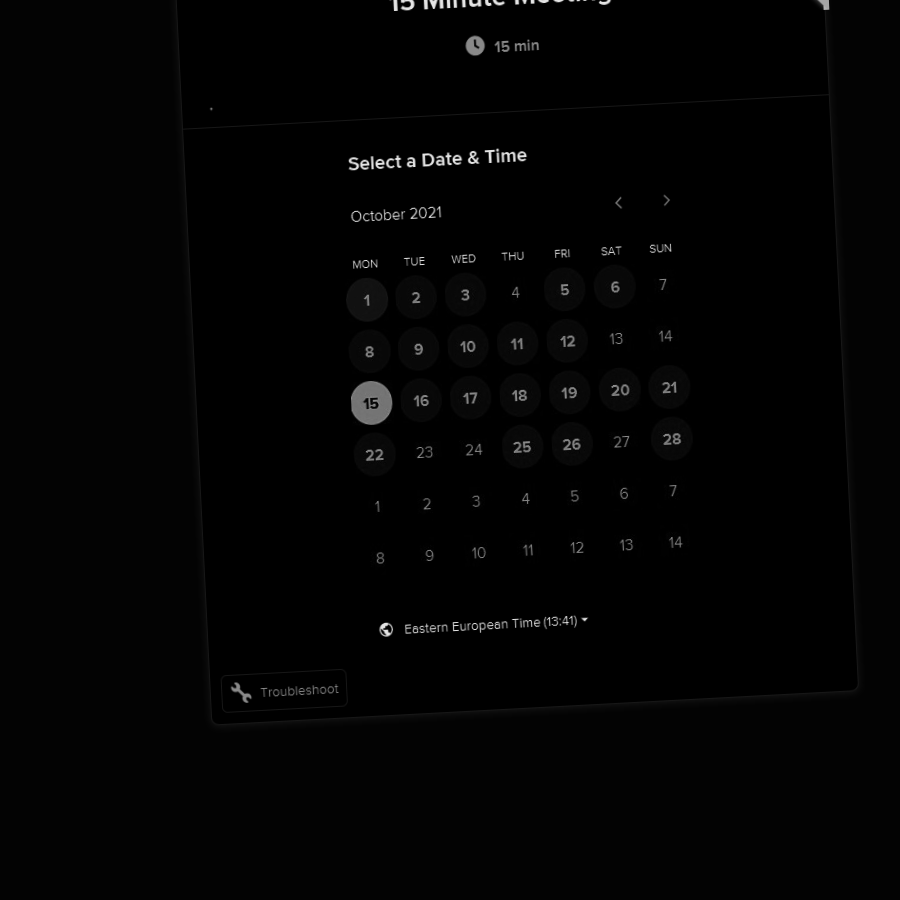 15 Minute Meeting
15 min
Select a Date & Time
October 2021
MON TUE WED THU FRI SAT SUN
1 2 3 4 5 6 7
8 9 10 11 12 13 14
15 16 17 18 19 20 21
22 23 24 25 26 27 28
1 2 3 4 5 6 7
8 9 10 11 12 13 14
Eastern European Time (13:41)
Troubleshoot